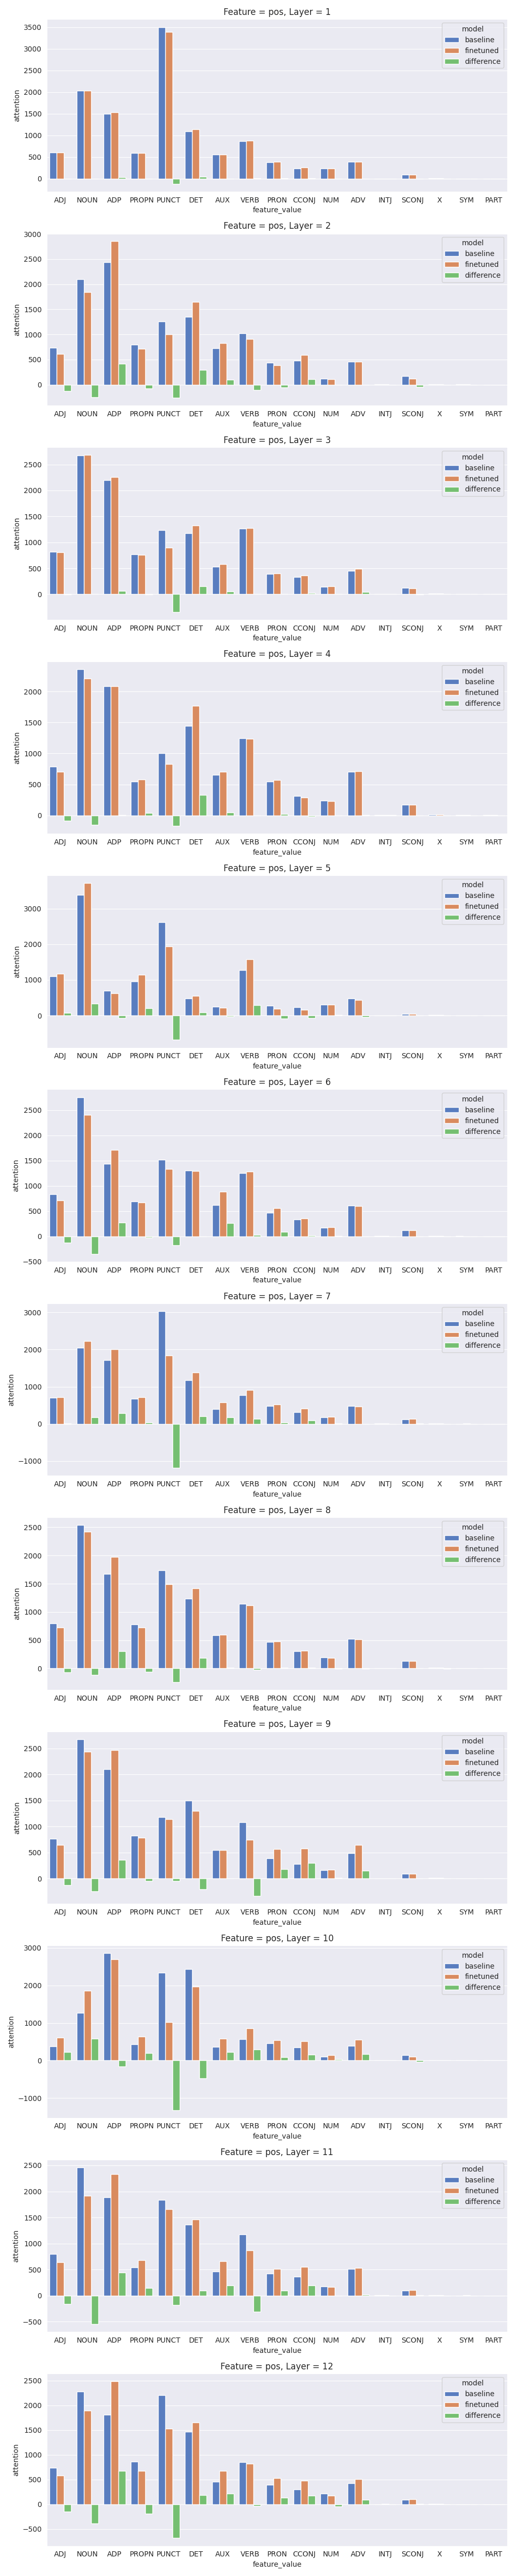 Feature = pos, Layer = 1
model
baseline
finetuned
difference
3500
3000
2500
2000
1500
1000
500
0
attention
ADJ NOUN ADP PROPN PUNCT DET AUX VERB PRON CCONJ NUM ADV INTJ SCONJ X SYM PART
feature_value
Feature = pos, Layer = 2
model
baseline
finetuned
difference
3000
2500
2000
1500
1000
500
0
attention
ADJ NOUN ADP PROPN PUNCT DET AUX VERB PRON CCONJ NUM ADV INTJ SCONJ X SYM PART
feature_value
Feature = pos, Layer = 3
model
baseline
finetuned
difference
2500
2000
1500
1000
500
0
attention
ADJ NOUN ADP PROPN PUNCT DET AUX VERB PRON CCONJ NUM ADV INTJ SCONJ X SYM PART
feature_value
Feature = pos, Layer = 4
model
baseline
finetuned
difference
2000
1500
1000
500
0
attention
ADJ NOUN ADP PROPN PUNCT DET AUX VERB PRON CCONJ NUM ADV INTJ SCONJ X SYM PART
feature_value
Feature = pos, Layer = 5
model
baseline
finetuned
difference
3000
2000
1000
0
attention
ADJ NOUN ADP PROPN PUNCT DET AUX VERB PRON CCONJ NUM ADV INTJ SCONJ X SYM PART
feature_value
Feature = pos, Layer = 6
model
baseline
finetuned
difference
2500
2000
1500
1000
500
0
−500
attention
ADJ NOUN ADP PROPN PUNCT DET AUX VERB PRON CCONJ NUM ADV INTJ SCONJ X SYM PART
feature_value
Feature = pos, Layer = 7
model
baseline
finetuned
difference
3000
2000
1000
0
−1000
attention
ADJ NOUN ADP PROPN PUNCT DET AUX VERB PRON CCONJ NUM ADV INTJ SCONJ X SYM PART
feature_value
Feature = pos, Layer = 8
model
baseline
finetuned
difference
2500
2000
1500
1000
500
0
attention
ADJ NOUN ADP PROPN PUNCT DET AUX VERB PRON CCONJ NUM ADV INTJ SCONJ X SYM PART
feature_value
Feature = pos, Layer = 9
model
baseline
finetuned
difference
2500
2000
1500
1000
500
0
attention
ADJ NOUN ADP PROPN PUNCT DET AUX VERB PRON CCONJ NUM ADV INTJ SCONJ X SYM PART
feature_value
Feature = pos, Layer = 10
model
baseline
finetuned
difference
3000
2000
1000
0
−1000
attention
ADJ NOUN ADP PROPN PUNCT DET AUX VERB PRON CCONJ NUM ADV INTJ SCONJ X SYM PART
feature_value
Feature = pos, Layer = 11
model
baseline
finetuned
difference
2500
2000
1500
1000
500
0
−500
attention
ADJ NOUN ADP PROPN PUNCT DET AUX VERB PRON CCONJ NUM ADV INTJ SCONJ X SYM PART
feature_value
Feature = pos, Layer = 12
model
baseline
finetuned
difference
2500
2000
1500
1000
500
0
−500
attention
ADJ NOUN ADP PROPN PUNCT DET AUX VERB PRON CCONJ NUM ADV INTJ SCONJ X SYM PART
feature_value